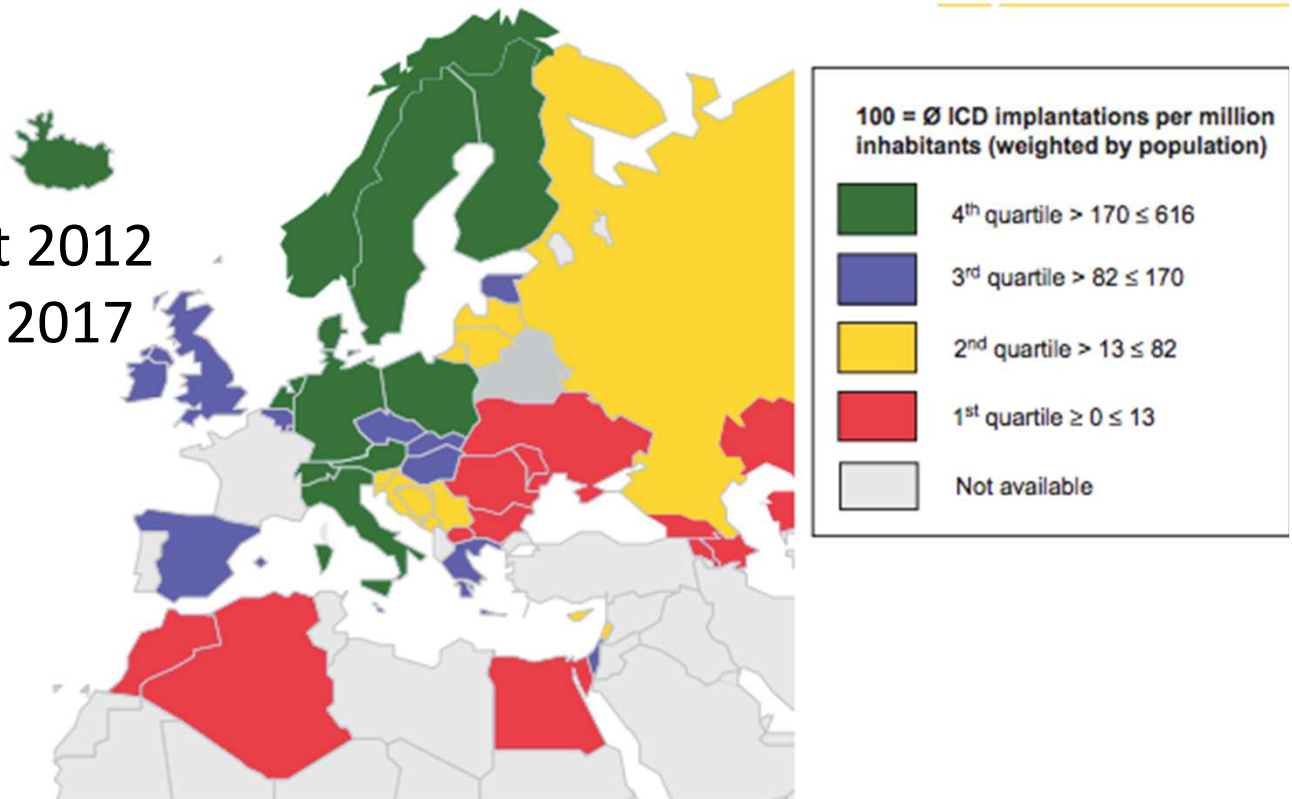 t 2012
2017
100 = Ø ICD implantations per million
inhabitants (weighted by population)
4th quartile > 170 ≤ 616
3rd quartile > 82 ≤ 170
2nd quartile > 13 ≤ 82
1st quartile ≥ 0 ≤ 13
Not available